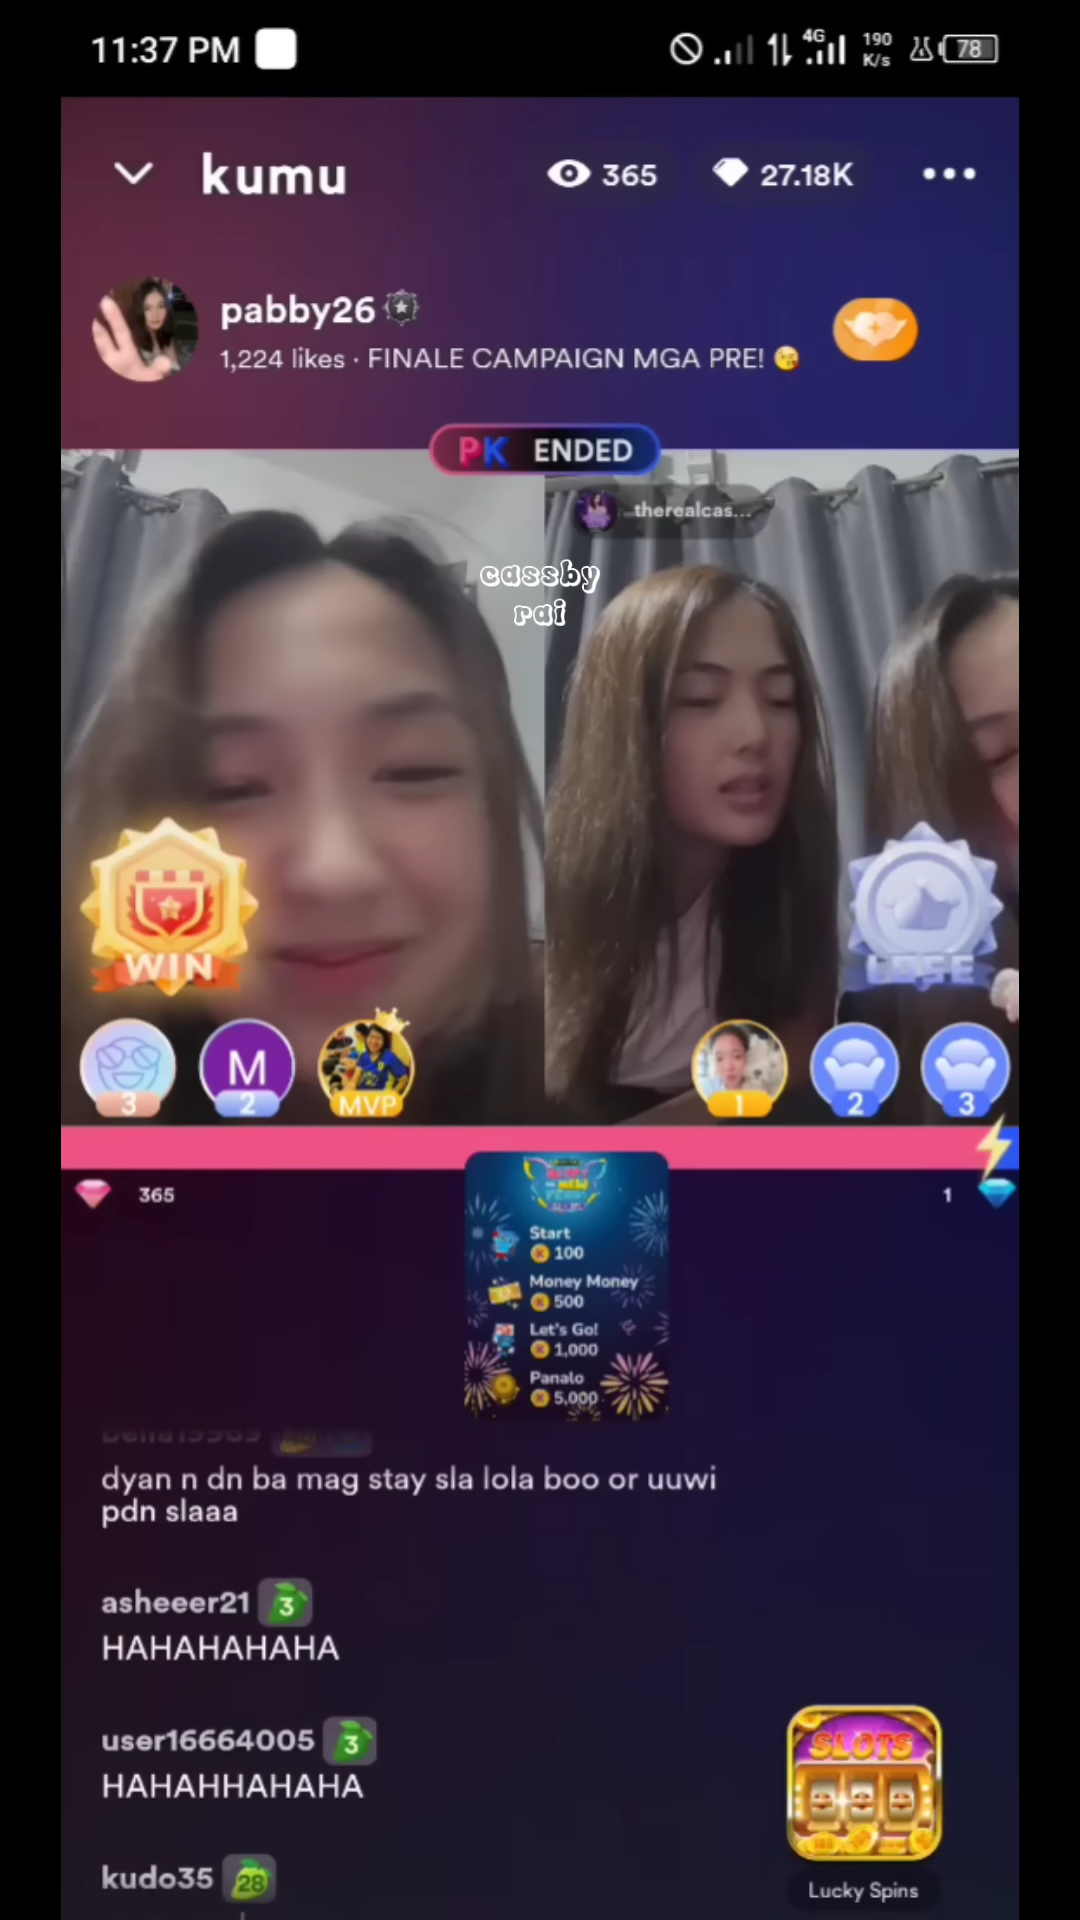 11:37 PM
4G
190
K/s
78
kumu
365
27.18K
pabby26
1,224 likes · FINALE CAMPAIGN MGA PRE! 😘
PK ENDED
therealcas...
cassby
rai
WIN
LOSE
3
M
2
MVP
1
2
3
365
1
Start
100
Money Money
500
Let's Go!
1,000
Panalo
5,000
dyan n dn ba mag stay sla lola boo or uuwi
pdn slaaa
asheeer21 3
HAHAHAHAHA
user16664005 3
HAHAHHAHAHA
kudo35 28
SLOTS
Lucky Spins